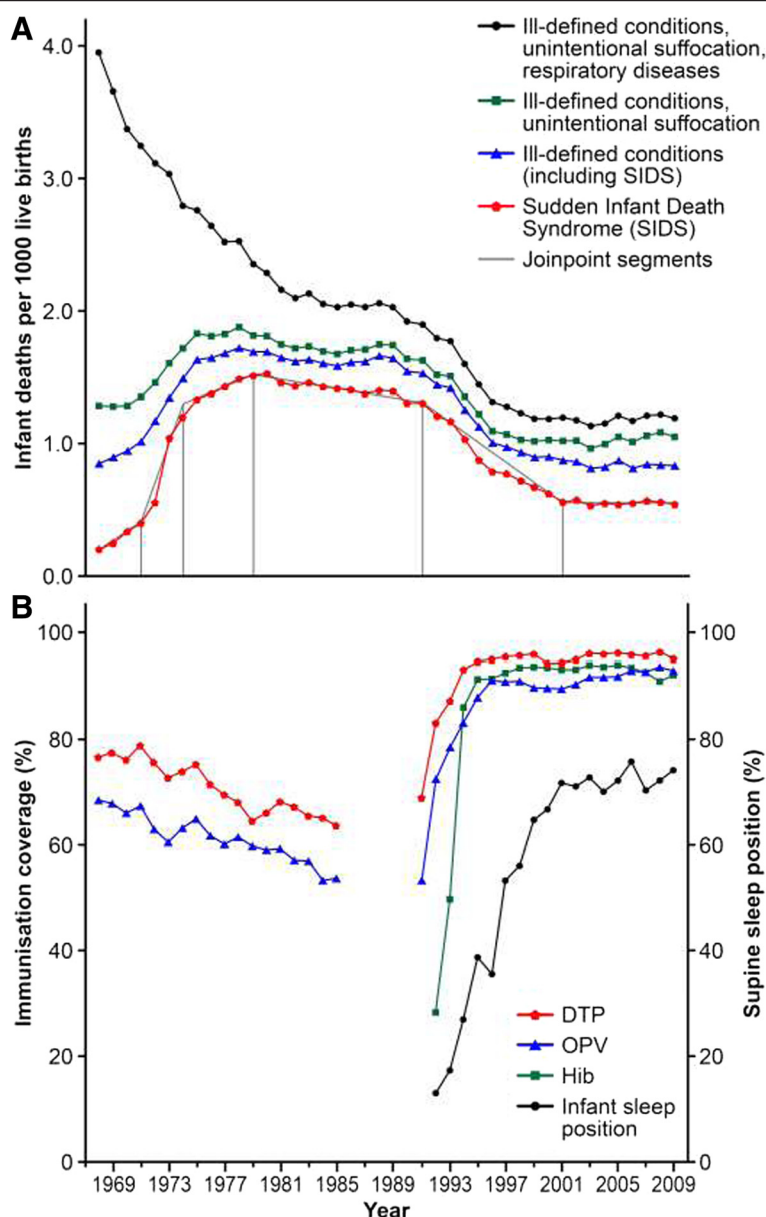 A
Ill-defined conditions,
unintentional suffocation,
respiratory diseases
Ill-defined conditions,
unintentional suffocation
Ill-defined conditions
(including SIDS)
Sudden Infant Death
Syndrome (SIDS)
Joinpoint segments
Infant deaths per 1000 live births
4.0
3.0
2.0
1.0
0.0
B
Immunisation coverage (%)
100
80
60
40
20
0
Supine sleep position (%)
100
80
60
40
20
0
DTP
OPV
Hib
Infant sleep
position
1969 1973 1977 1981 1985 1989 1993 1997 2001 2005 2009
Year